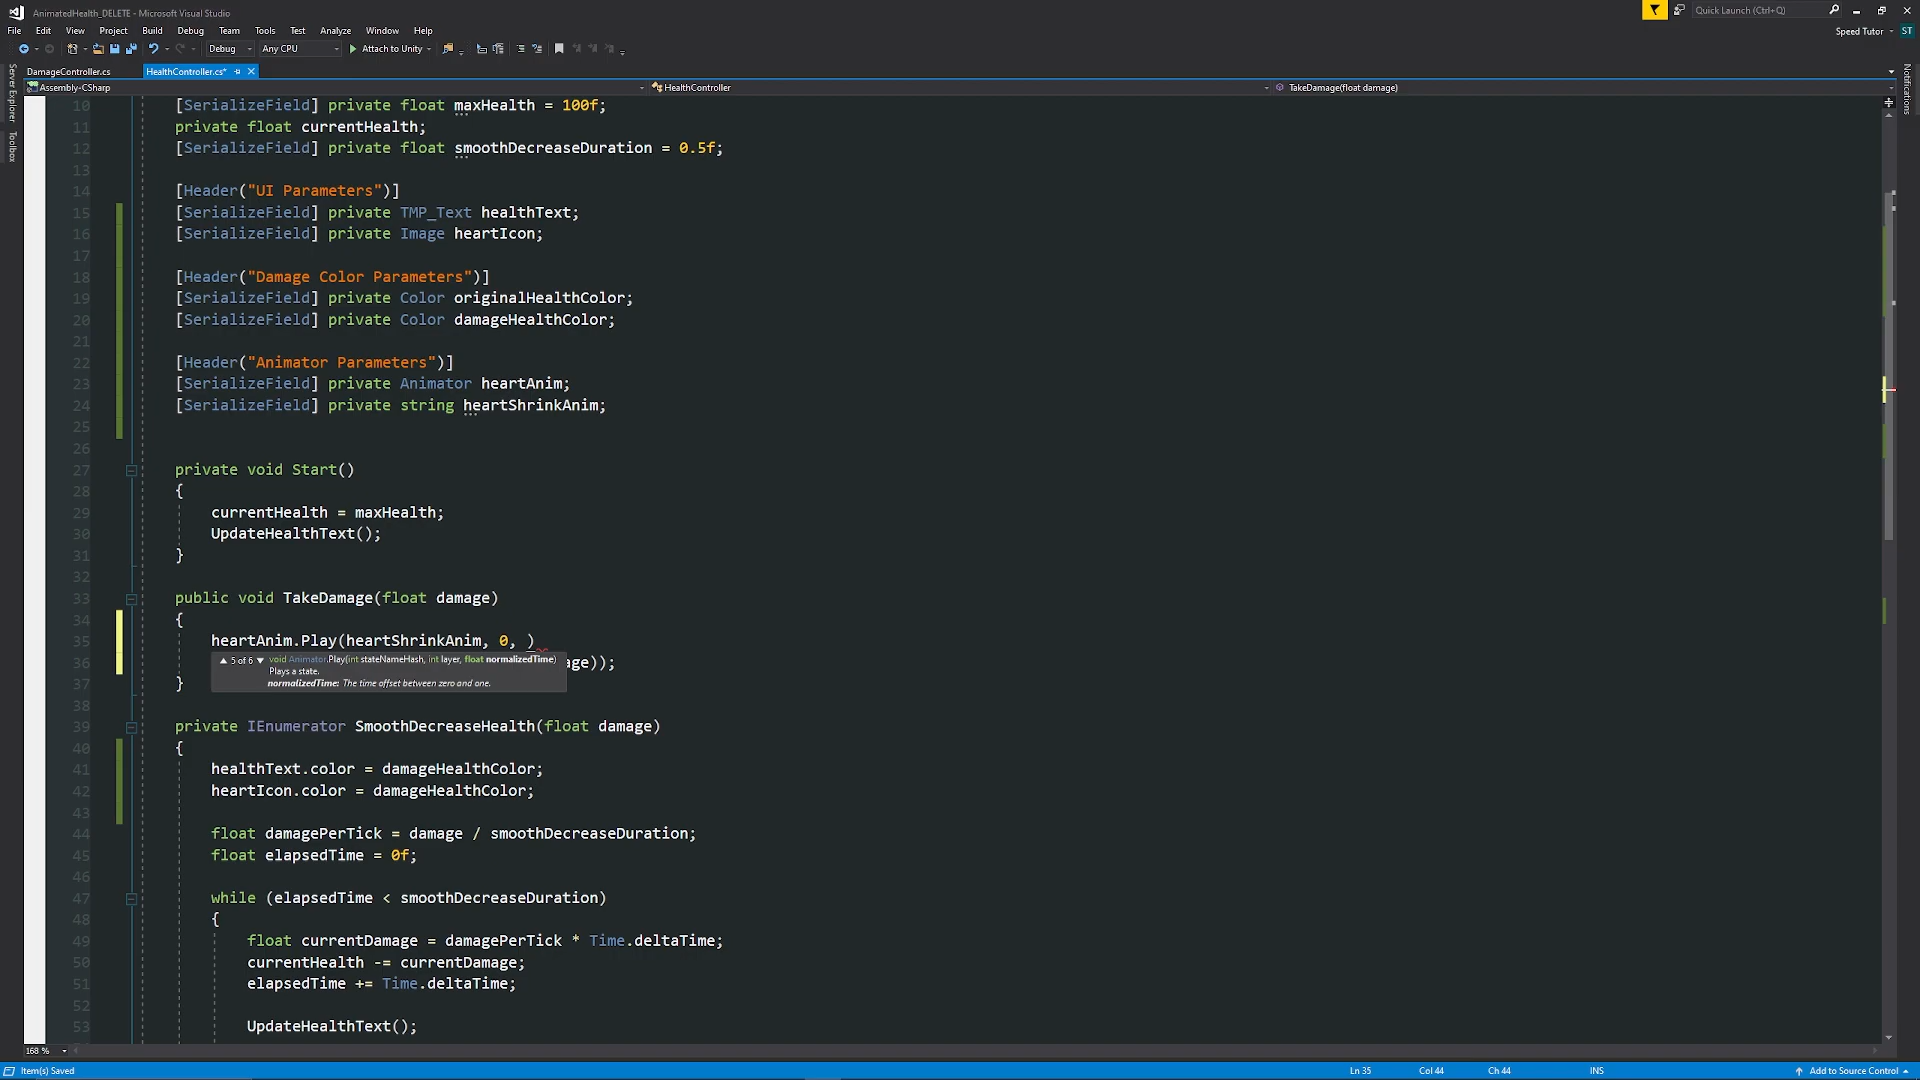 AnimatedHealth_DELETE - Microsoft Visual Studio
Quick Launch (Ctrl+Q)
File Edit View Project Build Debug Team Tools Test Analyze Window Help
Speed Tutor ST
Debug Any CPU Attach to Unity
DamageController.cs HealthController.cs*
Assembly-CSharp HealthController TakeDamage(float damage)
Server Explorer
Toolbox
Notifications
10 [SerializeField] private float maxHealth = 100f;
11 private float currentHealth;
12 [SerializeField] private float smoothDecreaseDuration = 0.5f;
13
14 [Header("UI Parameters")]
15 [SerializeField] private TMP_Text healthText;
16 [SerializeField] private Image heartIcon;
17
18 [Header("Damage Color Parameters")]
19 [SerializeField] private Color originalHealthColor;
20 [SerializeField] private Color damageHealthColor;
21
22 [Header("Animator Parameters")]
23 [SerializeField] private Animator heartAnim;
24 [SerializeField] private string heartShrinkAnim;
25
26
27 private void Start()
28 {
29 currentHealth = maxHealth;
30 UpdateHealthText();
31 }
32
33 public void TakeDamage(float damage)
34 {
35 heartAnim.Play(heartShrinkAnim, 0, )
36 age));
5 of 6 void Animator.Play(int stateNameHash, int layer, float normalizedTime)
Plays a state.
normalizedTime: The time offset between zero and one.
37 }
38
39 private IEnumerator SmoothDecreaseHealth(float damage)
40 {
41 healthText.color = damageHealthColor;
42 heartIcon.color = damageHealthColor;
43
44 float damagePerTick = damage / smoothDecreaseDuration;
45 float elapsedTime = 0f;
46
47 while (elapsedTime < smoothDecreaseDuration)
48 {
49 float currentDamage = damagePerTick * Time.deltaTime;
50 currentHealth -= currentDamage;
51 elapsedTime += Time.deltaTime;
52
53 UpdateHealthText();
168 %
Item(s) Saved Ln 35 Col 44 Ch 44 INS Add to Source Control